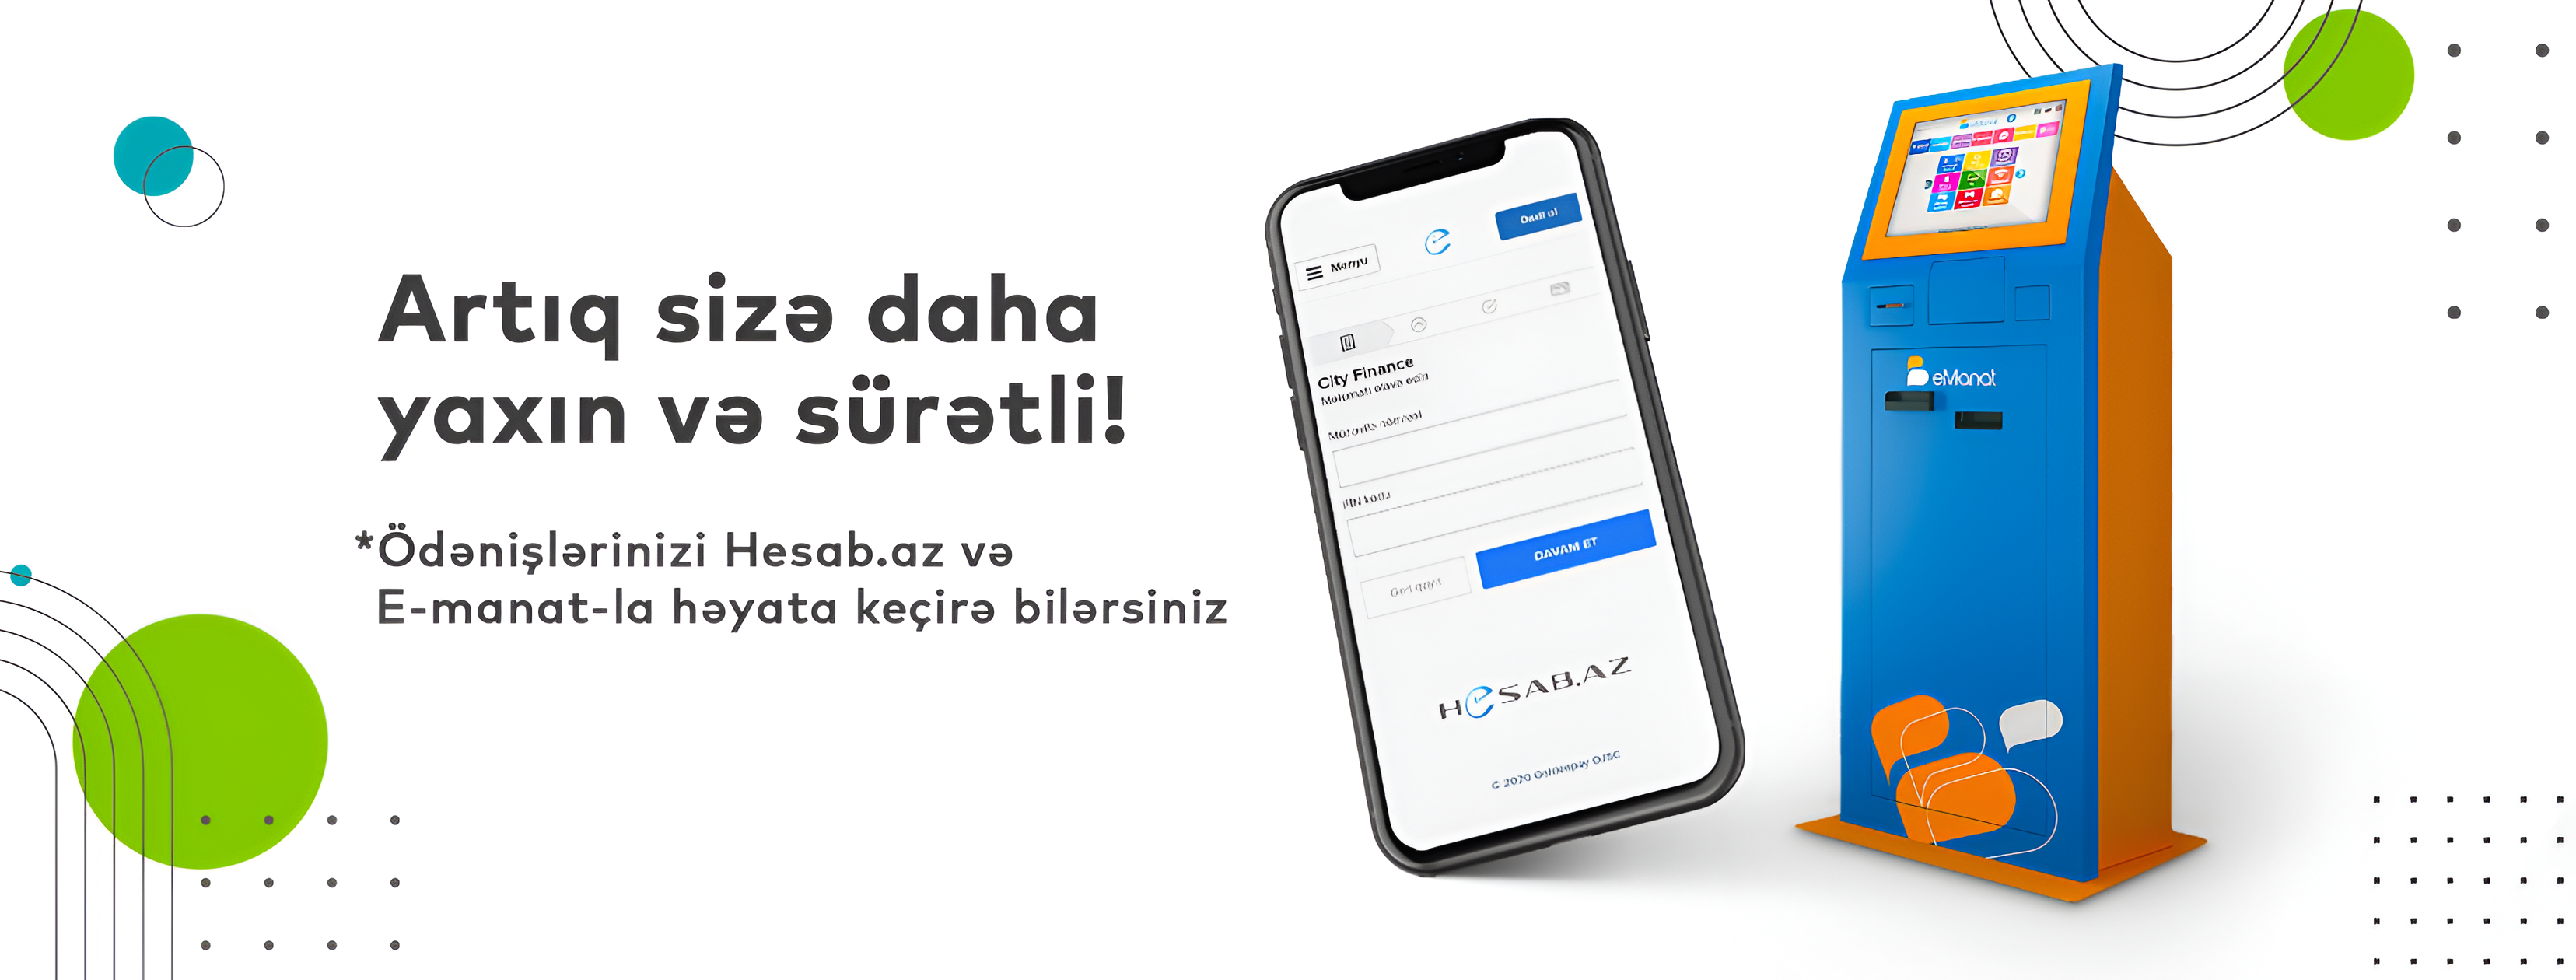 Artıq sizə daha
yaxın və sürətli!
*Ödənişlərinizi Hesab.az və
E-manat-la həyata keçirə bilərsiniz
Menyu
City Finance
DAVAM ET
HeSAB.AZ
© 2020
eManat